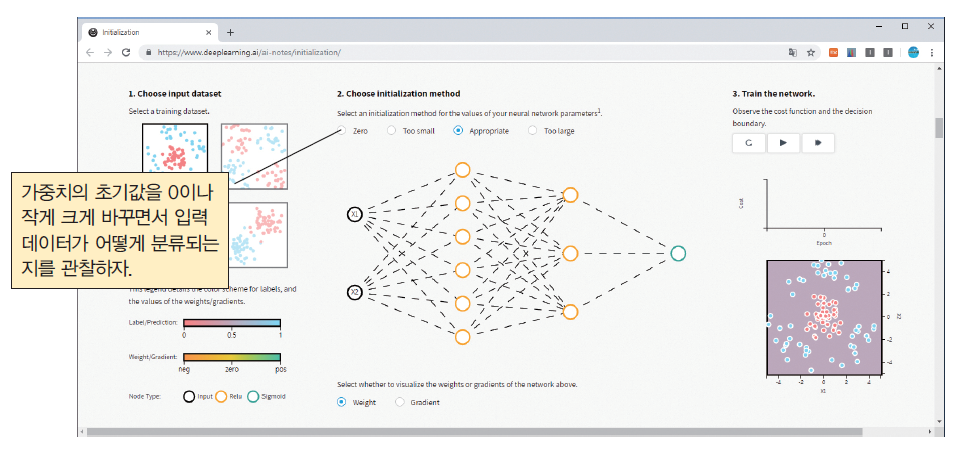 Initialization
https://www.deeplearning.ai/ai-notes/initialization/
1. Choose input dataset
Select a training dataset.
2. Choose initialization method
Select an initialization method for the values of your neural network parameters¹.
Zero Too small Appropriate Too large
3. Train the network.
Observe the cost function and the decision
boundary.
가중치의 초기값을 0이나
작게 크게 바꾸면서 입력
데이터가 어떻게 분류되는
지를 관찰하자.
X1
X2
This legend details the color scheme for labels, and
the values of the weights/gradients.
Label/Prediction:
0 0.5 1
Weight/Gradient:
neg zero pos
Node Type: Input Relu Sigmoid
Select whether to visualize the weights or gradients of the network above.
Weight Gradient
Cost
0
Epoch
4
2
0
-2
-4
X2
-4 -2 0 2 4
X1